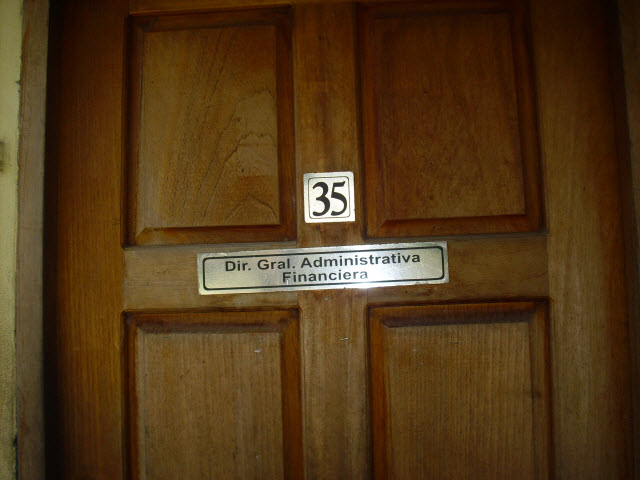 35
Dir. Gral. Administrativa
Financiera